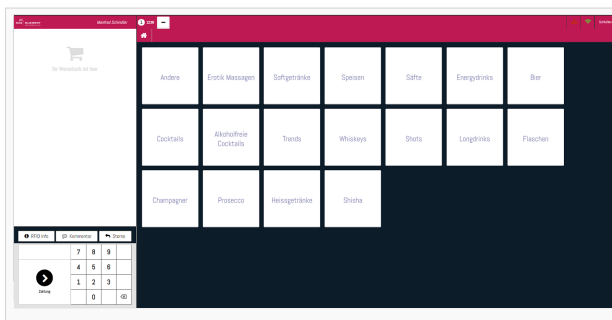 Manfred Schindler
Ihr Warenkorb ist leer
Andere
Erotik Massagen
Softgetränke
Speisen
Säfte
Energydrinks
Bier
Cocktails
Alkoholfreie
Cocktails
Trends
Whiskeys
Shots
Longdrinks
Flaschen
Champagner
Prosecco
Heissgetränke
Shisha
RFID Info
Kommentar
Storno
7 8 9
4 5 6
1 2 3
0
Zahlung